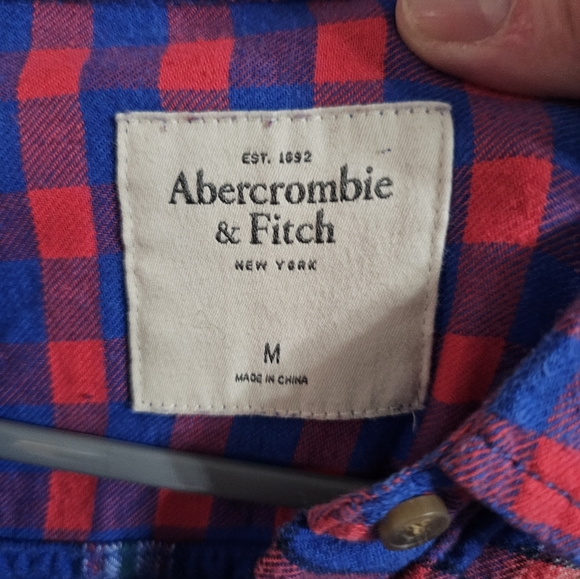 EST. 1892
Abercrombie
& Fitch
NEW YORK
M
MADE IN CHINA